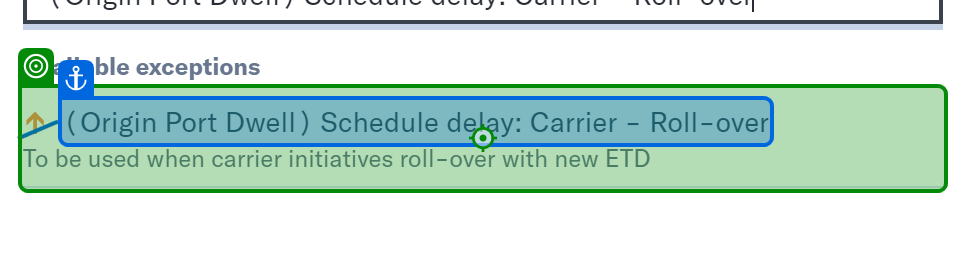 (Origin Port Dwell) Schedule delay: Carrier - Roll-over
exceptions
(Origin Port Dwell) Schedule delay: Carrier - Roll-over
To be used when carrier initiatives roll-over with new ETD